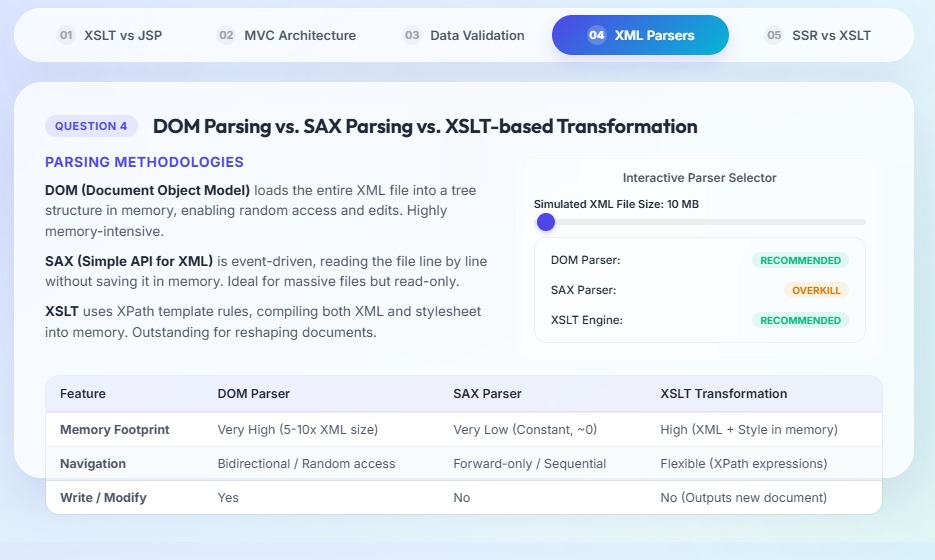 01 XSLT vs JSP 02 MVC Architecture 03 Data Validation 04 XML Parsers 05 SSR vs XSLT
QUESTION 4 DOM Parsing vs. SAX Parsing vs. XSLT-based Transformation
PARSING METHODOLOGIES
DOM (Document Object Model) loads the entire XML file into a tree
structure in memory, enabling random access and edits. Highly
memory-intensive.
SAX (Simple API for XML) is event-driven, reading the file line by line
without saving it in memory. Ideal for massive files but read-only.
XSLT uses XPath template rules, compiling both XML and stylesheet
into memory. Outstanding for reshaping documents.
Interactive Parser Selector
Simulated XML File Size: 10 MB
DOM Parser: RECOMMENDED
SAX Parser: OVERKILL
XSLT Engine: RECOMMENDED
Feature DOM Parser SAX Parser XSLT Transformation
Memory Footprint Very High (5-10x XML size) Very Low (Constant, ~0) High (XML + Style in memory)
Navigation Bidirectional / Random access Forward-only / Sequential Flexible (XPath expressions)
Write / Modify Yes No No (Outputs new document)